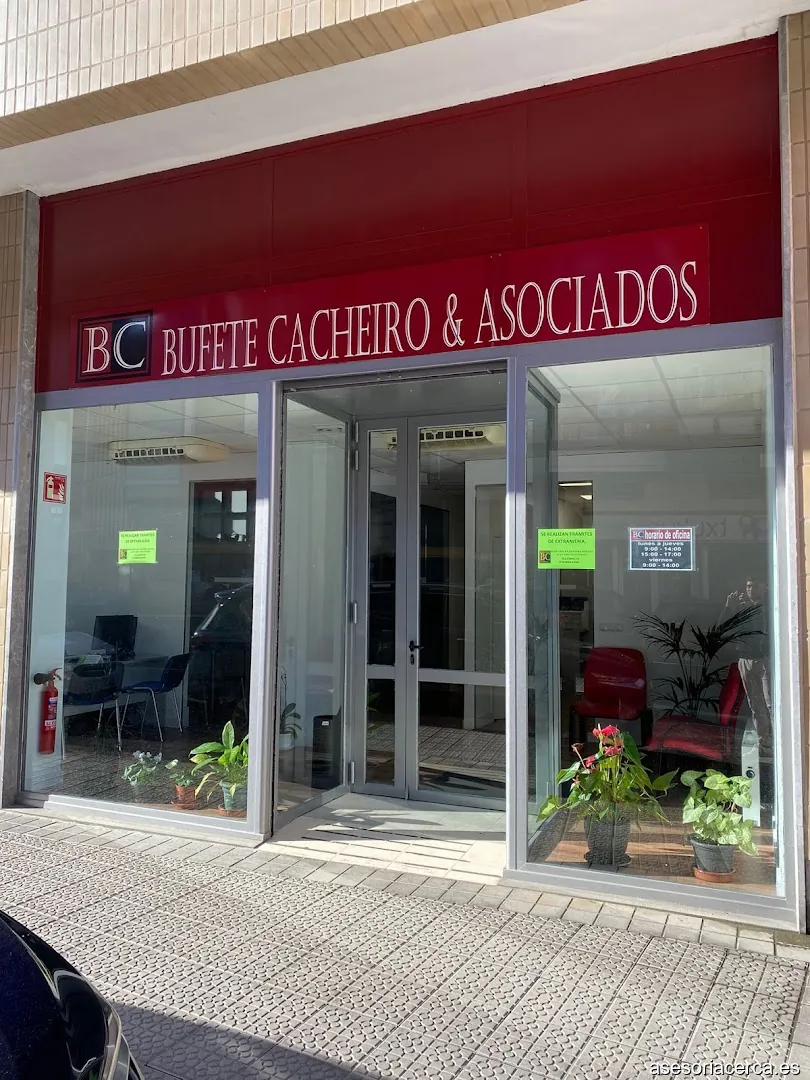 BC BUFETE CACHEIRO & ASOCIADOS
SE REALIZAN TRAMITES
DE EXTRANJERIA
SE REALIZAN TRAMITES
DE EXTRANJERIA.
BC horario de oficina
lunes a jueves
9:00 - 14:00
15:00 - 17:00
viernes
9:00 - 14:00
asesoriacerca.es